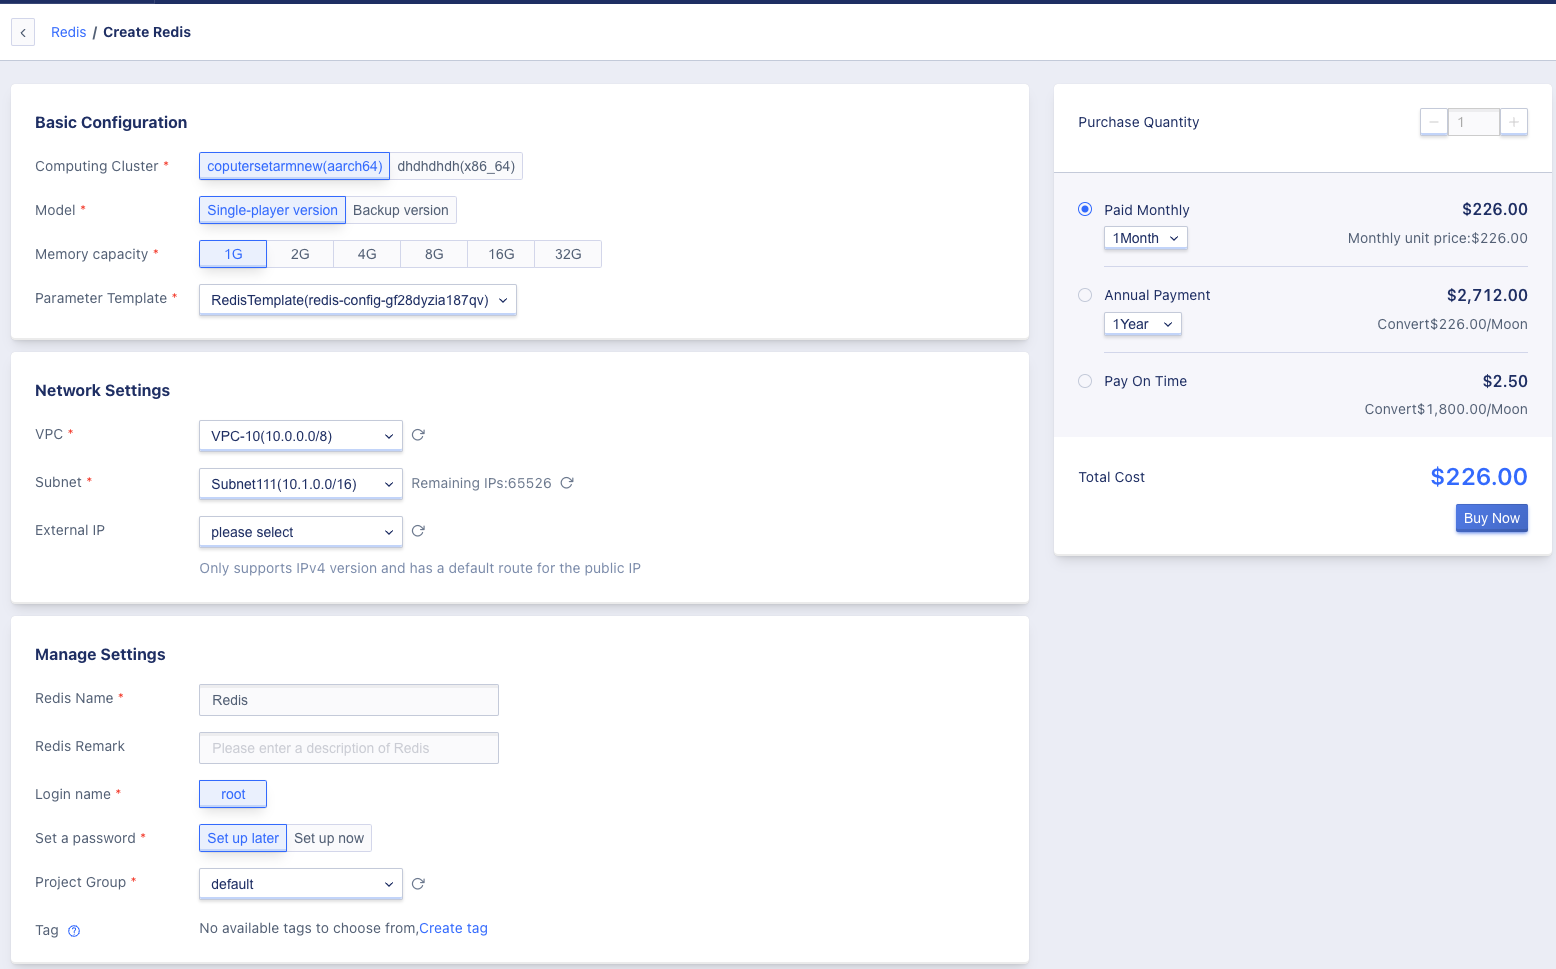 Redis / Create Redis
Basic Configuration
Computing Cluster * coputersetarmnew(aarch64) dhdhdhdh(x86_64)
Model * Single-player version Backup version
Memory capacity * 1G 2G 4G 8G 16G 32G
Parameter Template * RedisTemplate(redis-config-gf28dyzia187qv)
Network Settings
VPC * VPC-10(10.0.0.0/8)
Subnet * Subnet111(10.1.0.0/16) Remaining IPs:65526
External IP please select
Only supports IPv4 version and has a default route for the public IP
Manage Settings
Redis Name * Redis
Redis Remark Please enter a description of Redis
Login name * root
Set a password * Set up later Set up now
Project Group * default
Tag ? No available tags to choose from,Create tag
Purchase Quantity − 1 +
Paid Monthly $226.00
1Month Monthly unit price:$226.00
Annual Payment $2,712.00
1Year Convert$226.00/Moon
Pay On Time $2.50
Convert$1,800.00/Moon
Total Cost $226.00
Buy Now